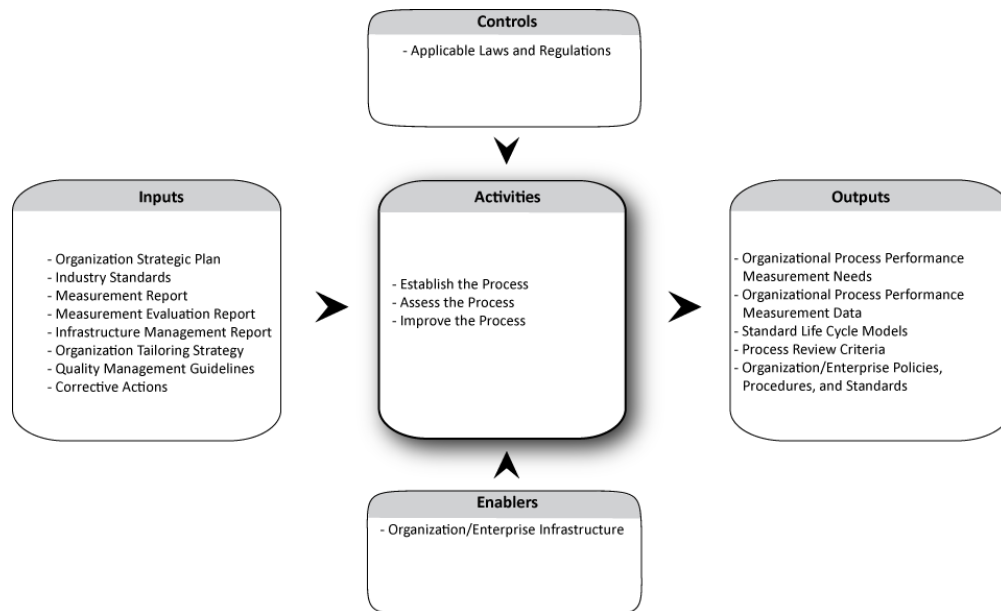 Controls
- Applicable Laws and Regulations
Inputs
- Organization Strategic Plan
- Industry Standards
- Measurement Report
- Measurement Evaluation Report
- Infrastructure Management Report
- Organization Tailoring Strategy
- Quality Management Guidelines
- Corrective Actions
Activities
- Establish the Process
- Assess the Process
- Improve the Process
Outputs
- Organizational Process Performance
Measurement Needs
- Organizational Process Performance
Measurement Data
- Standard Life Cycle Models
- Process Review Criteria
- Organization/Enterprise Policies,
Procedures, and Standards
Enablers
- Organization/Enterprise Infrastructure